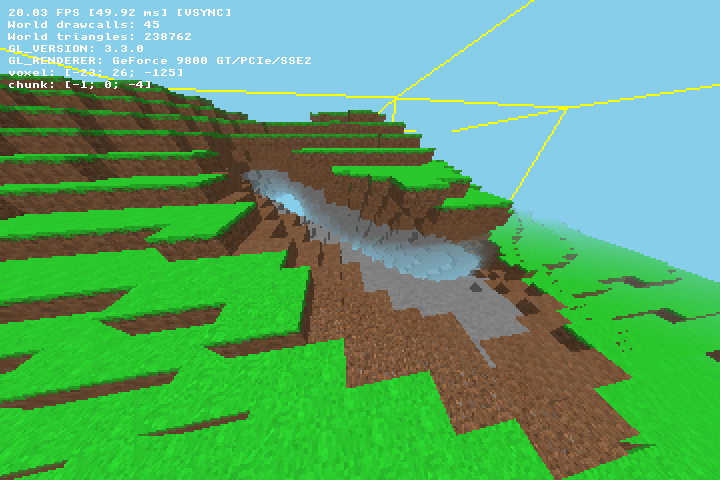 20.03 FPS [49.92 ms] [VSYNC]
World drawcalls: 45
World triangles: 238762
GL_VERSION: 3.3.0
GL_RENDERER: GeForce 9800 GT/PCIe/SSE2
voxel: [-23; 26; -125]
chunk: [-1; 0; -4]